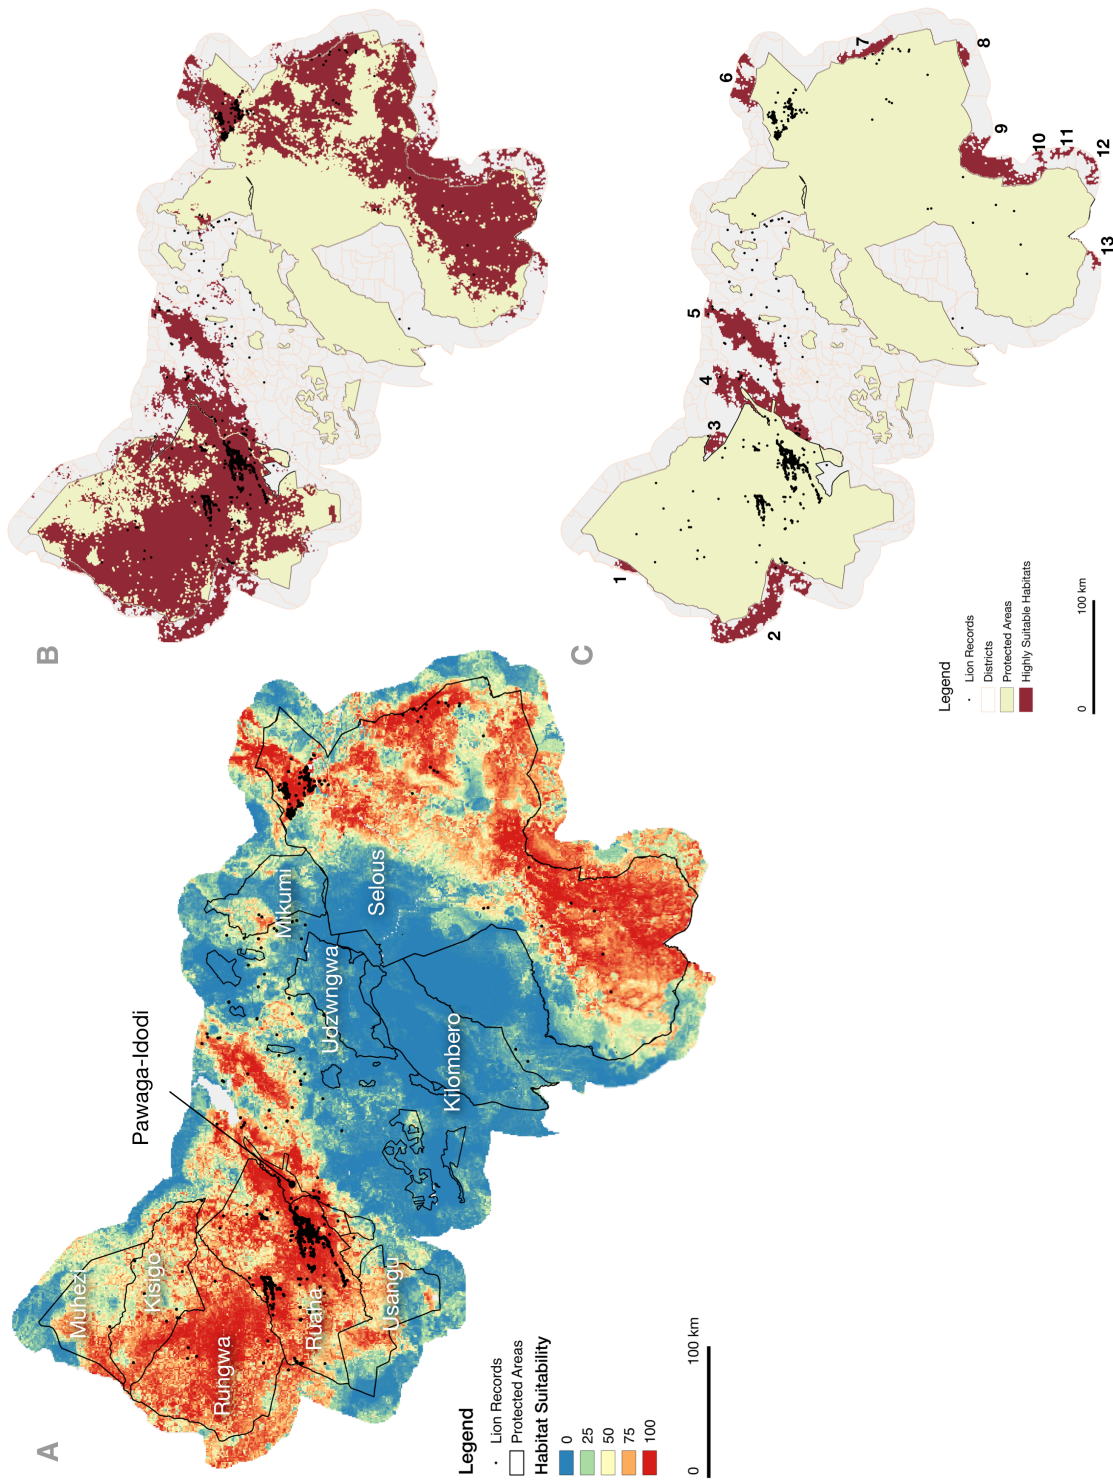 A
Pawaga-Idodi
Muhezi
Kisigo
Rungwa
Ruaha
Usangu
Udzwngwa
Mikumi
Selous
Kilombero
Legend
Lion Records
Protected Areas
Habitat Suitability
0
25
50
75
100
0 100 km
B
C
1
2
3
4
5
6
7
8
9
10
11
12
13
Legend
Lion Records
Districts
Protected Areas
Highly Suitable Habitats
0 100 km